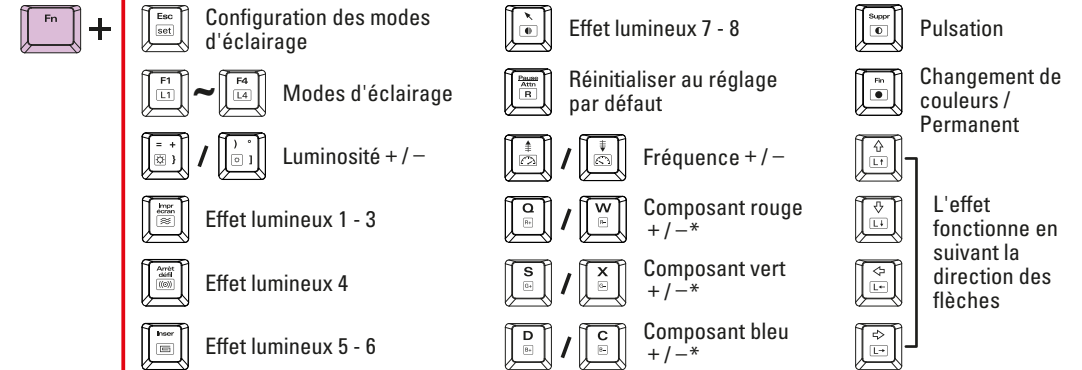 Fn
+
Esc
set
Configuration des modes
d'éclairage
F1
L1
~
F4
L4
Modes d'éclairage
= +
}
/
) °
]
Luminosité + / –
Impr
écran
Effet lumineux 1 - 3
Arrêt
défil
Effet lumineux 4
Inser
Effet lumineux 5 - 6
Effet lumineux 7 - 8
Pause
Attn
R
Réinitialiser au réglage
par défaut
/
Fréquence + / –
Q
R+
/
W
R-
Composant rouge
+ / –*
S
G+
/
X
G-
Composant vert
+ / –*
D
B+
/
C
B-
Composant bleu
+ / –*
Suppr
Pulsation
Fin
Changement de
couleurs /
Permanent
L↑
L↓
L←
L→
L'effet
fonctionne en
suivant la
direction des
flèches